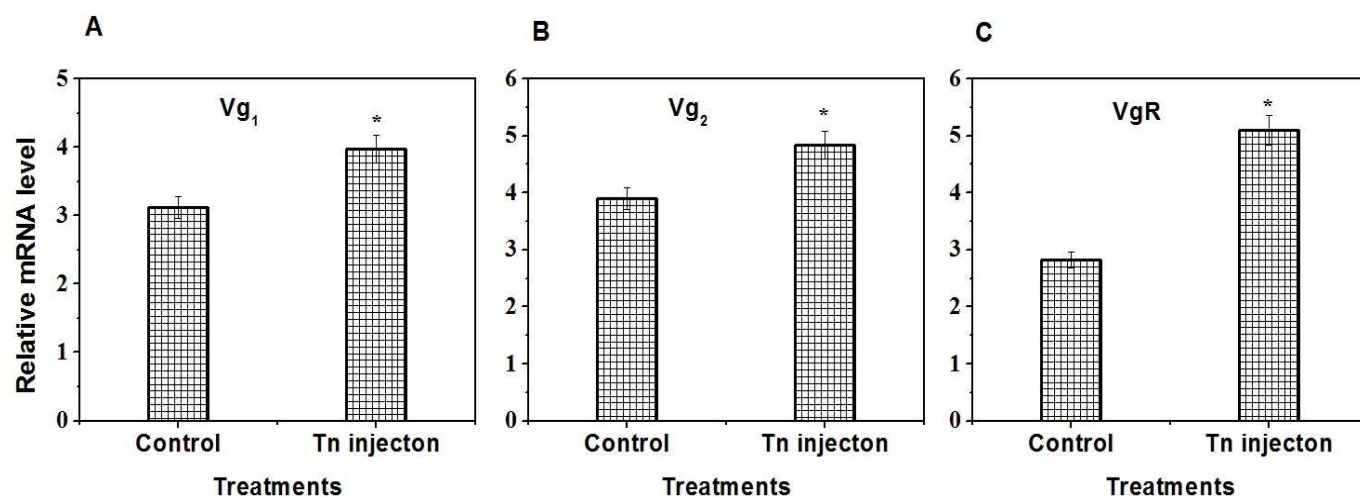 A
B
C
Vg₁
Vg₂
VgR
*
*
*
Relative mRNA level
5
4
3
2
1
0
6
5
4
3
2
1
0
6
5
4
3
2
1
0
Control
Tn injecton
Control
Tn injecton
Control
Tn injecton
Treatments
Treatments
Treatments